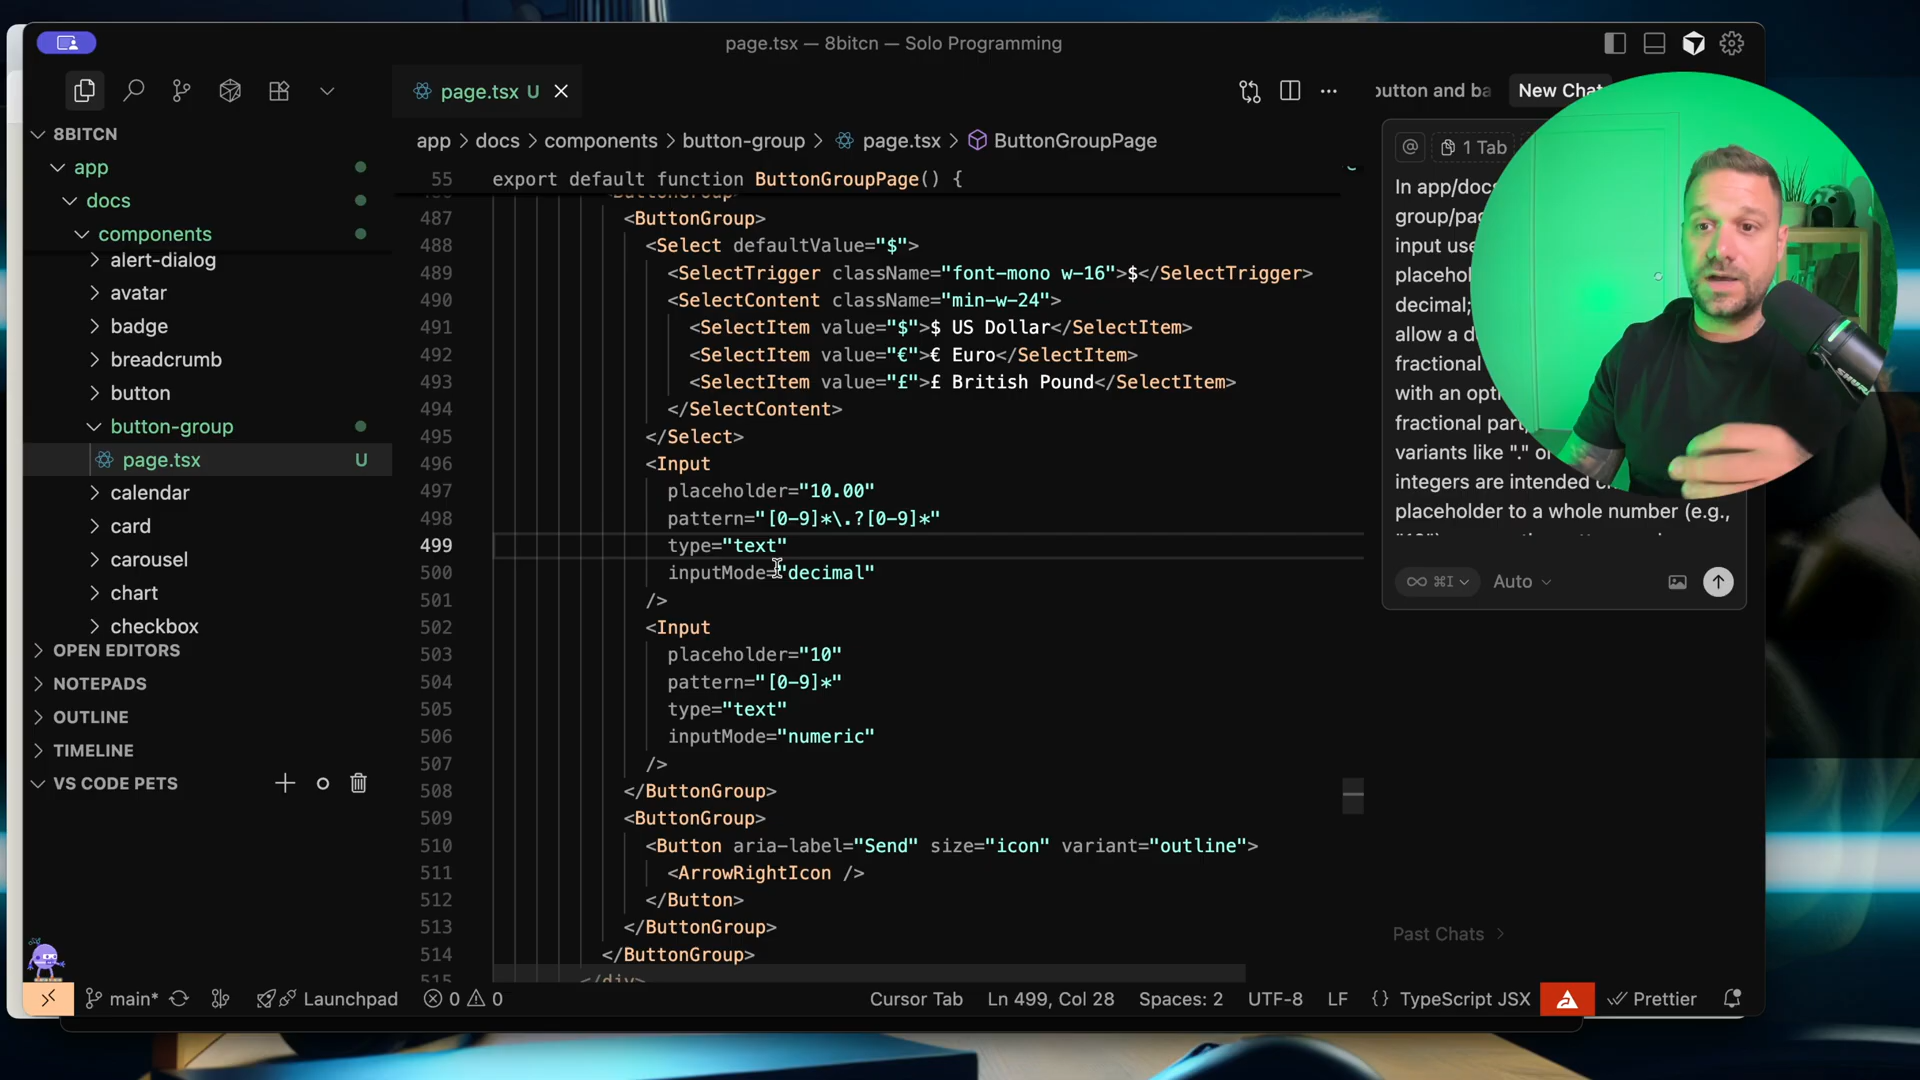 page.tsx — 8bitcn — Solo Programming
page.tsx U
button and ba
New Chat
8BITCN
app
docs
components
alert-dialog
avatar
badge
breadcrumb
button
button-group
page.tsx U
calendar
card
carousel
chart
checkbox
OPEN EDITORS
NOTEPADS
OUTLINE
TIMELINE
VS CODE PETS
app > docs > components > button-group > page.tsx > ButtonGroupPage
55 export default function ButtonGroupPage() {
<ButtonGroup>
487 <ButtonGroup>
488 <Select defaultValue="$">
489 <SelectTrigger className="font-mono w-16">$</SelectTrigger>
490 <SelectContent className="min-w-24">
491 <SelectItem value="$">$ US Dollar</SelectItem>
492 <SelectItem value="€">€ Euro</SelectItem>
493 <SelectItem value="£">£ British Pound</SelectItem>
494 </SelectContent>
495 </Select>
496 <Input
497 placeholder="10.00"
498 pattern="[0-9]*\.?[0-9]*"
499 type="text"
500 inputMode="decimal"
501 />
502 <Input
503 placeholder="10"
504 pattern="[0-9]*"
505 type="text"
506 inputMode="numeric"
507 />
508 </ButtonGroup>
509 <ButtonGroup>
510 <Button aria-label="Send" size="icon" variant="outline">
511 <ArrowRightIcon />
512 </Button>
513 </ButtonGroup>
514 </ButtonGroup>
515 </div>
@ 1 Tab
In app/docs
group/pa
input use
placehol
decimal;
allow a d
fractional
with an opti
fractional part,
variants like "." o
integers are intended
placeholder to a whole number (e.g.,
∞ ⌘I Auto
Past Chats >
SHURE
main* Launchpad 0 0
Cursor Tab Ln 499, Col 28 Spaces: 2 UTF-8 LF {} TypeScript JSX Prettier